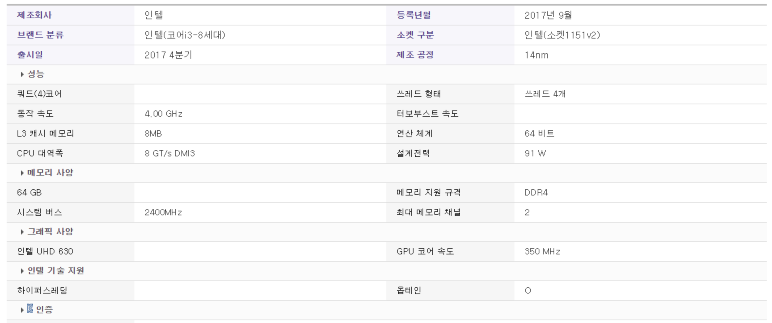 제조회사 인텔 등록년월 2017년 9월
브랜드 분류 인텔(코어i3-8세대) 소켓 구분 인텔(소켓1151v2)
출시일 2017 4분기 제조 공정 14nm
성능
쿼드(4)코어 쓰레드 형태 쓰레드 4개
동작 속도 4.00 GHz 터보부스트 속도
L3 캐시 메모리 8MB 연산 체계 64 비트
CPU 대역폭 8 GT/s DMI3 설계전력 91 W
메모리 사양
64 GB 메모리 지원 규격 DDR4
시스템 버스 2400MHz 최대 메모리 채널 2
그래픽 사양
인텔 UHD 630 GPU 코어 속도 350 MHz
인텔 기술 지원
하이퍼스레딩 옵테인 O
인증